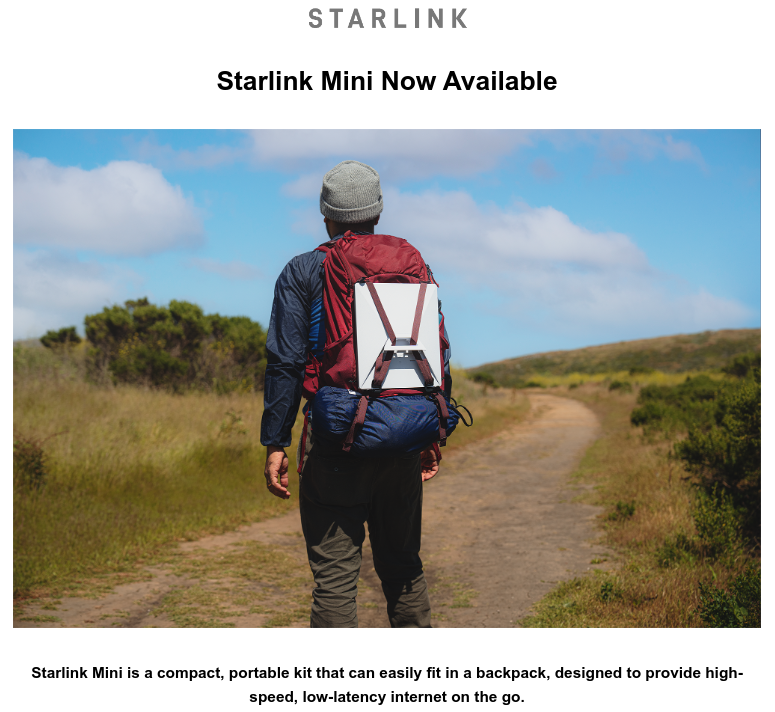 STARLINK
Starlink Mini Now Available
Starlink Mini is a compact, portable kit that can easily fit in a backpack, designed to provide high-
speed, low-latency internet on the go.